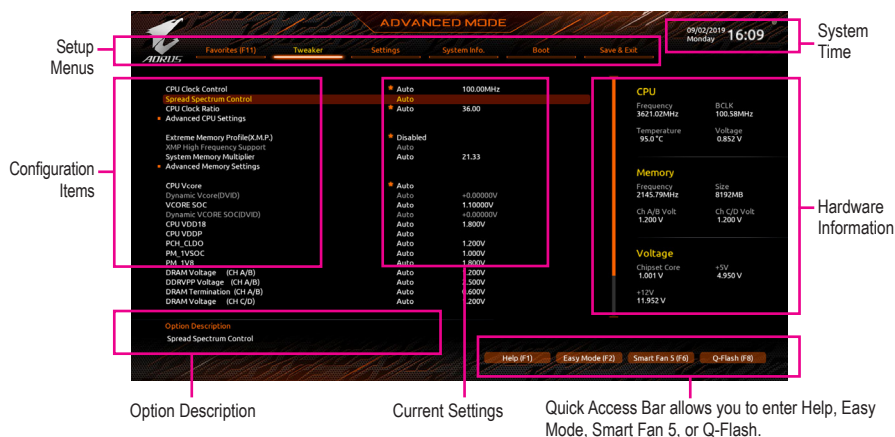 ADVANCED MODE
09/02/2019 Monday 16:09
System Time
Setup Menus
AORUS
Favorites (F11) Tweaker Settings System Info. Boot Save & Exit
CPU Clock Control Auto 100.00MHz
Spread Spectrum Control Auto
CPU Clock Ratio Auto 36.00
Advanced CPU Settings
Extreme Memory Profile(X.M.P.) Disabled
XMP High Frequency Support Auto
System Memory Multiplier Auto 21.33
Advanced Memory Settings
CPU Vcore Auto
Dynamic Vcore(DVID) Auto +0.00000V
VCORE SOC Auto 1.10000V
Dynamic VCORE SOC(DVID) Auto +0.00000V
CPU VDD18 Auto 1.800V
CPU VDDP Auto
PCH_CLDO Auto 1.200V
PM_1VSOC Auto 1.000V
PM_1V8 Auto 1.800V
DRAM Voltage (CH A/B) Auto .200V
DDRVPP Voltage (CH A/B) Auto .500V
DRAM Termination (CH A/B) Auto .600V
DRAM Voltage (CH C/D) Auto .200V
Configuration Items
CPU
Frequency BCLK
3621.02MHz 100.58MHz
Temperature Voltage
95.0°C 0.852 V
Memory
Frequency Size
2145.79MHz 8192MB
Ch A/B Volt Ch C/D Volt
1.200 V 1.200 V
Voltage
Chipset Core +5V
1.001 V 4.950 V
+12V
11.952 V
Hardware Information
Option Description
Spread Spectrum Control
Help (F1) Easy Mode (F2) Smart Fan 5 (F6) Q-Flash (F8)
Option Description
Current Settings
Quick Access Bar allows you to enter Help, Easy
Mode, Smart Fan 5, or Q-Flash.